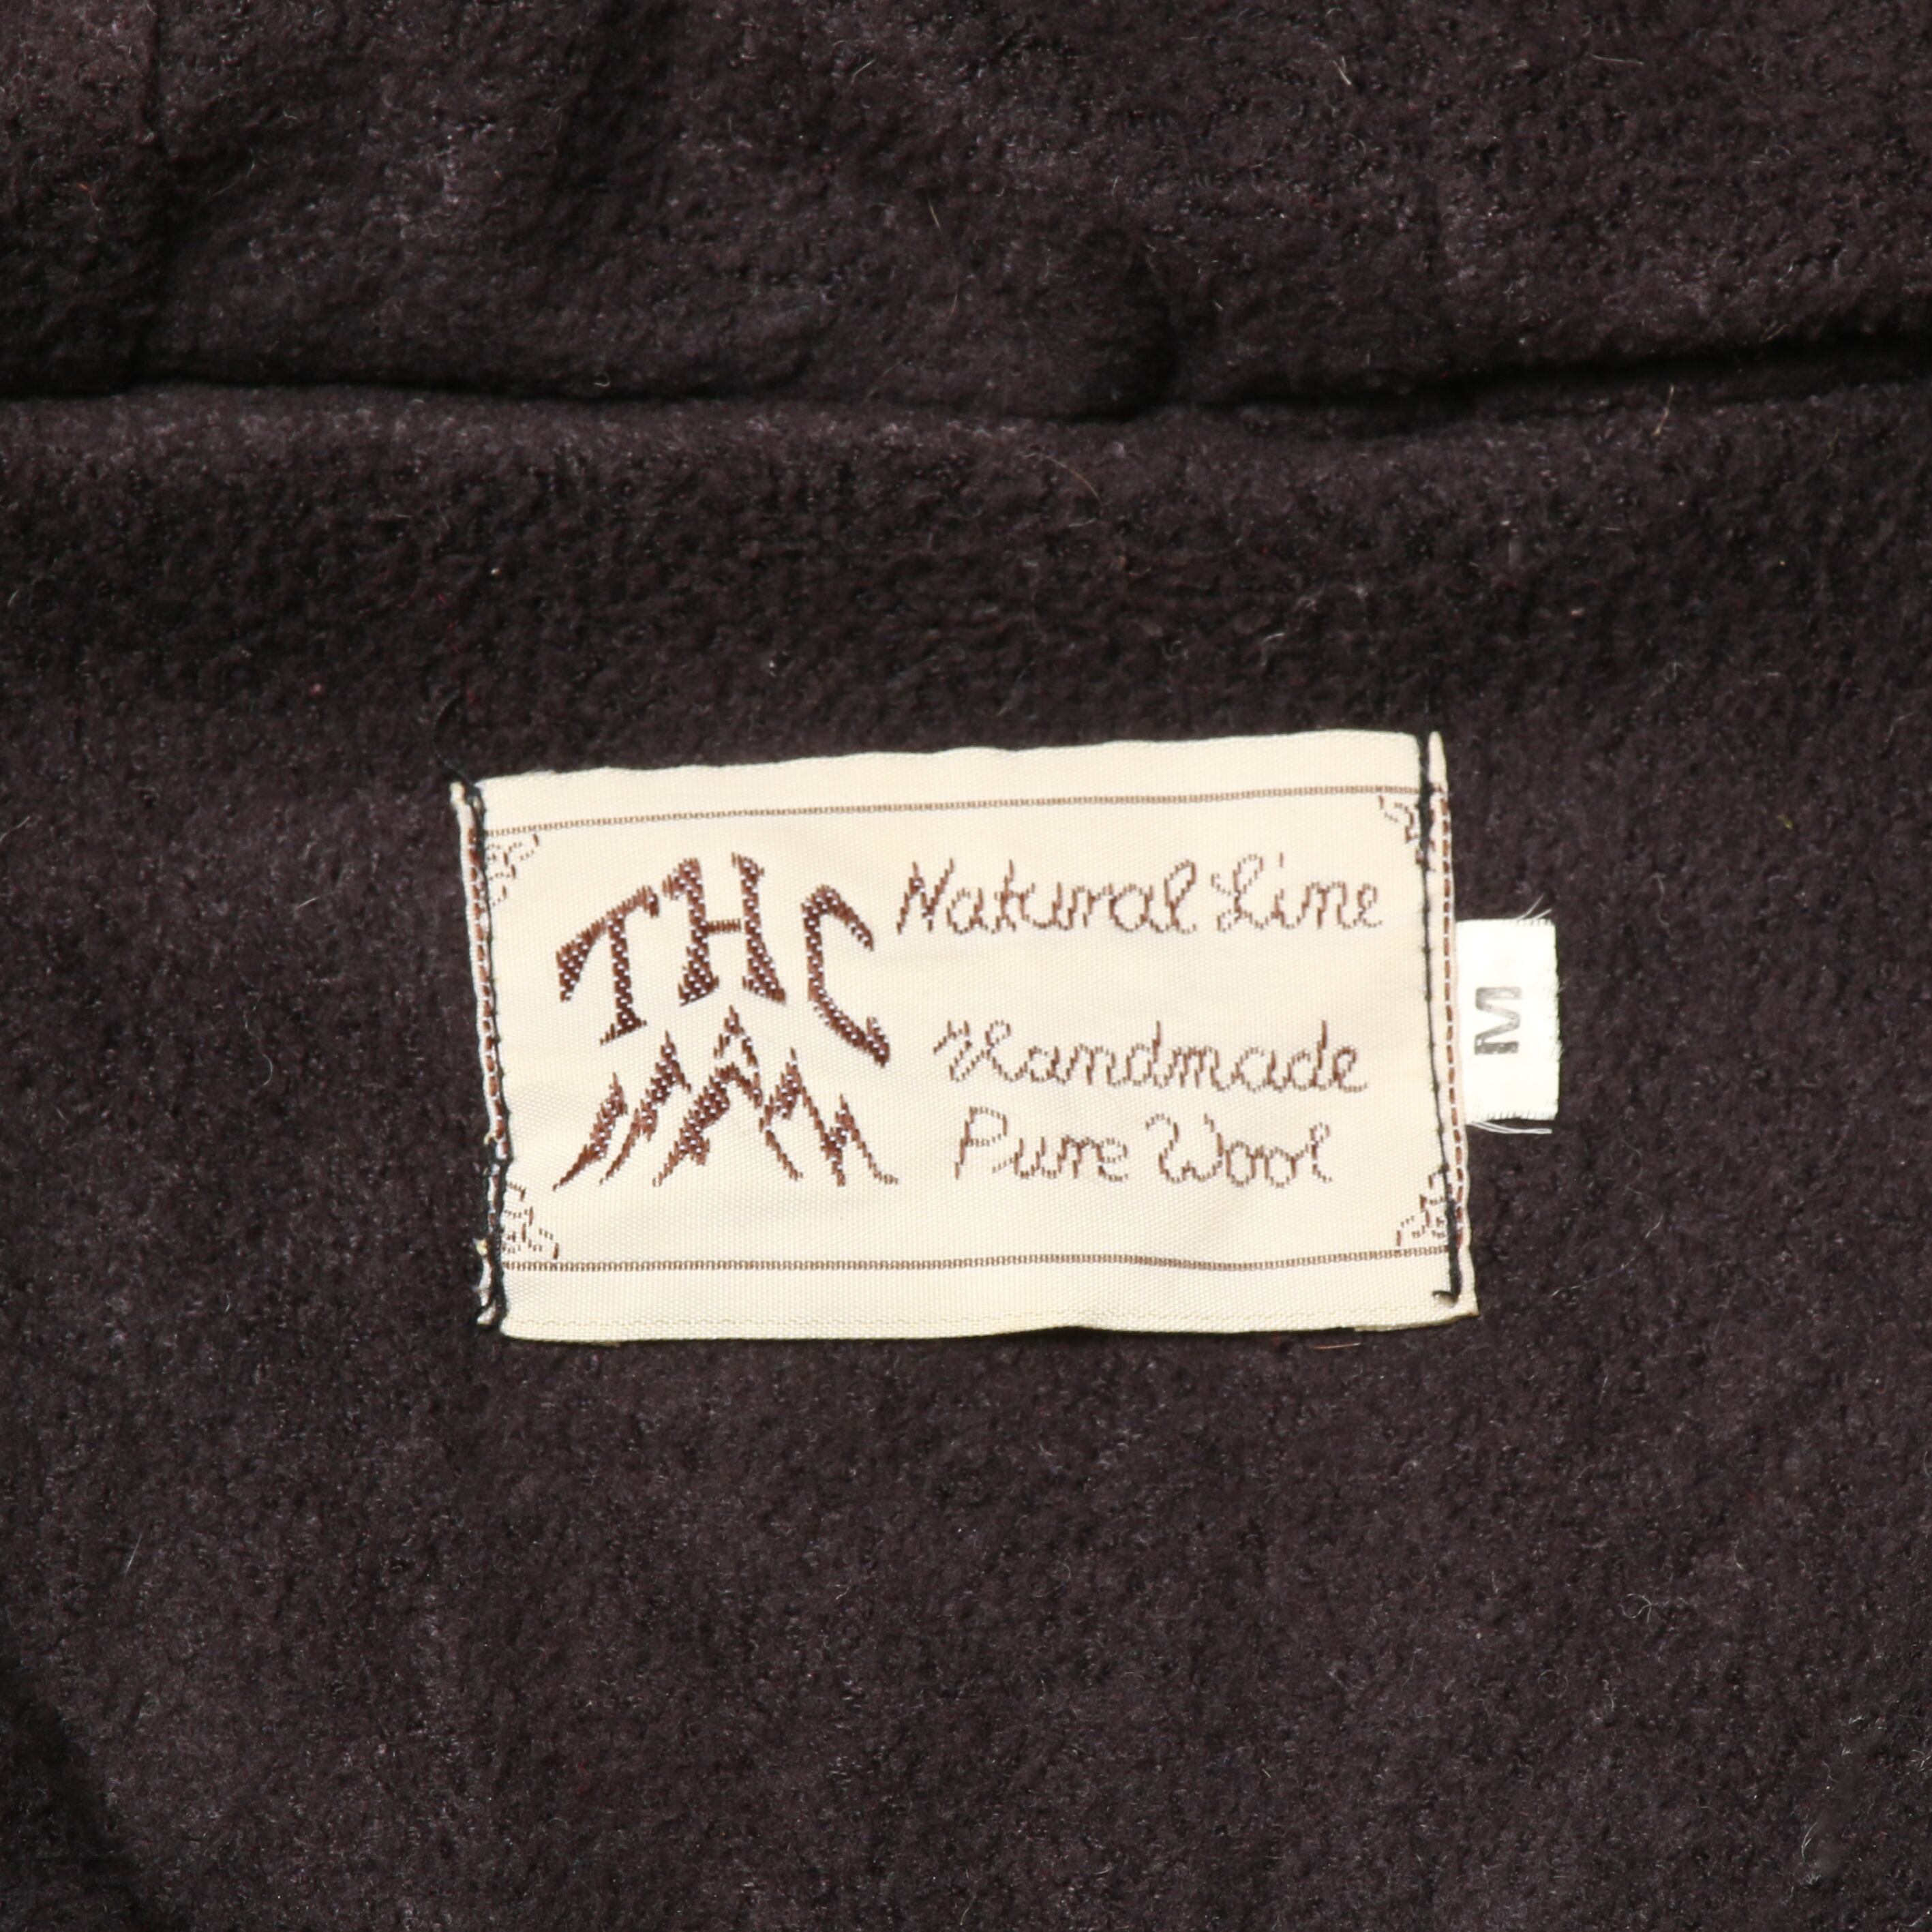 THC
Natural Line
Handmade
Pure Wool
M